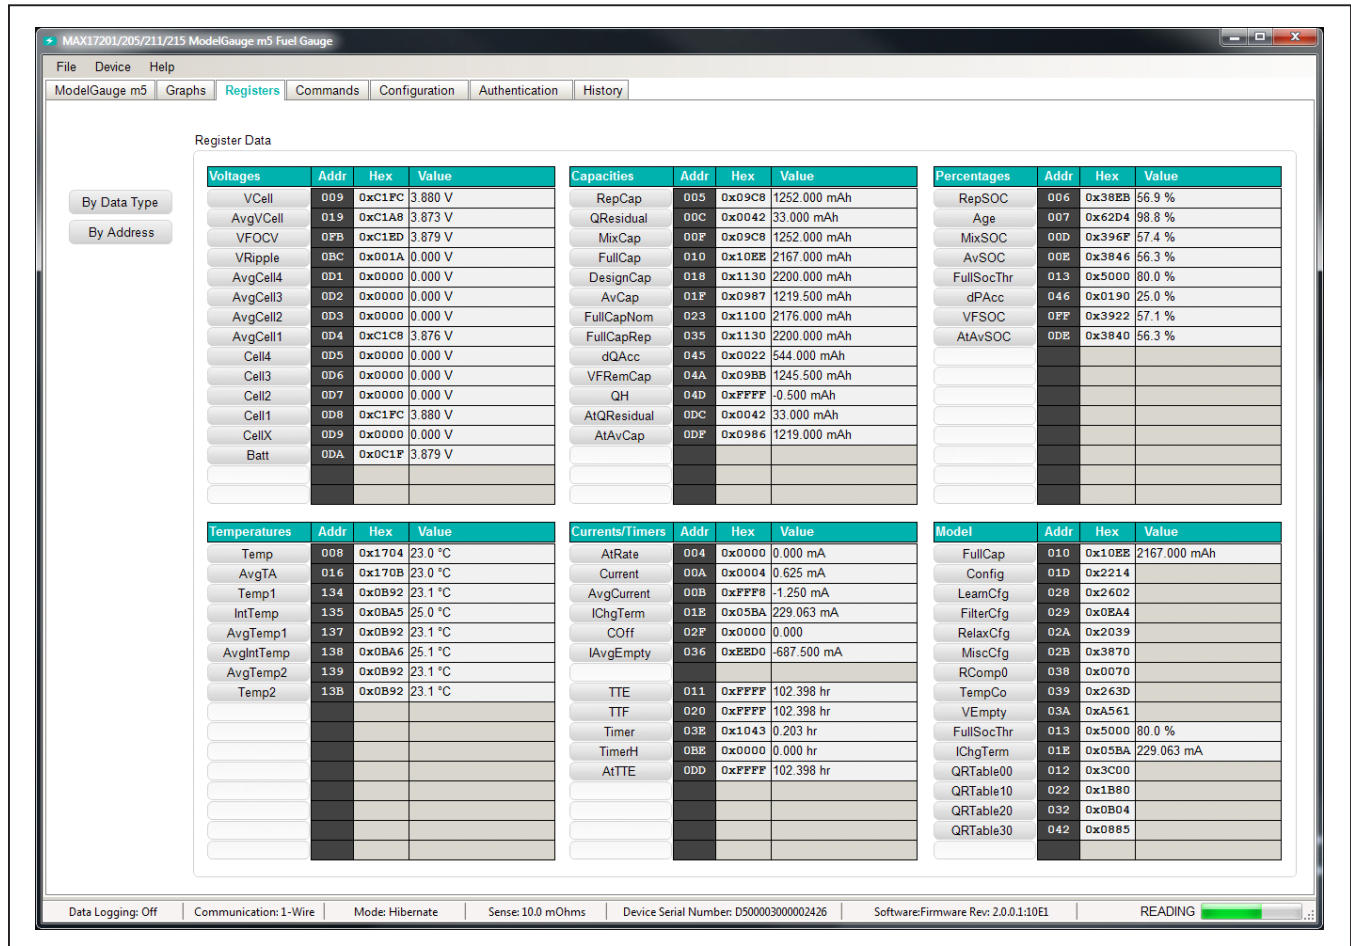 MAX17201/205/211/215 ModelGauge m5 Fuel Gauge
File Device Help
ModelGauge m5 Graphs Registers Commands Configuration Authentication History
Register Data
By Data Type
By Address
Voltages Addr Hex Value
VCell 009 0xC1FC 3.880 V
AvgVCell 019 0xC1A8 3.873 V
VFOCV 0FB 0xC1ED 3.879 V
VRipple 0BC 0x001A 0.000 V
AvgCell4 0D1 0x0000 0.000 V
AvgCell3 0D2 0x0000 0.000 V
AvgCell2 0D3 0x0000 0.000 V
AvgCell1 0D4 0xC1C8 3.876 V
Cell4 0D5 0x0000 0.000 V
Cell3 0D6 0x0000 0.000 V
Cell2 0D7 0x0000 0.000 V
Cell1 0D8 0xC1FC 3.880 V
CellX 0D9 0x0000 0.000 V
Batt 0DA 0x0C1F 3.879 V
Capacities Addr Hex Value
RepCap 005 0x09C8 1252.000 mAh
QResidual 00C 0x0042 33.000 mAh
MixCap 00F 0x09C8 1252.000 mAh
FullCap 010 0x10EE 2167.000 mAh
DesignCap 018 0x1130 2200.000 mAh
AvCap 01F 0x0987 1219.500 mAh
FullCapNom 023 0x1100 2176.000 mAh
FullCapRep 035 0x1130 2200.000 mAh
dQAcc 045 0x0022 544.000 mAh
VFRemCap 04A 0x09BB 1245.500 mAh
QH 04D 0xFFFF -0.500 mAh
AtQResidual 0DC 0x0042 33.000 mAh
AtAvCap 0DF 0x0986 1219.000 mAh
Percentages Addr Hex Value
RepSOC 006 0x38EB 56.9 %
Age 007 0x62D4 98.8 %
MixSOC 00D 0x396F 57.4 %
AvSOC 00E 0x3846 56.3 %
FullSocThr 013 0x5000 80.0 %
dPAcc 046 0x0190 25.0 %
VFSOC 0FF 0x3922 57.1 %
AtAvSOC 0DE 0x3840 56.3 %
Temperatures Addr Hex Value
Temp 008 0x1704 23.0 °C
AvgTA 016 0x170B 23.0 °C
Temp1 134 0x0B92 23.1 °C
IntTemp 135 0x0BA5 25.0 °C
AvgTemp1 137 0x0B92 23.1 °C
AvgIntTemp 138 0x0BA6 25.1 °C
AvgTemp2 139 0x0B92 23.1 °C
Temp2 13B 0x0B92 23.1 °C
Currents/Timers Addr Hex Value
AtRate 004 0x0000 0.000 mA
Current 00A 0x0004 0.625 mA
AvgCurrent 00B 0xFFF8 -1.250 mA
IChgTerm 01E 0x05BA 229.063 mA
COff 02F 0x0000 0.000
IAvgEmpty 036 0xEED0 -687.500 mA
TTE 011 0xFFFF 102.398 hr
TTF 020 0xFFFF 102.398 hr
Timer 03E 0x1043 0.203 hr
TimerH 0BE 0x0000 0.000 hr
AtTTE 0DD 0xFFFF 102.398 hr
Model Addr Hex Value
FullCap 010 0x10EE 2167.000 mAh
Config 01D 0x2214
LearnCfg 028 0x2602
FilterCfg 029 0x0EA4
RelaxCfg 02A 0x2039
MiscCfg 02B 0x3870
RComp0 038 0x0070
TempCo 039 0x263D
VEmpty 03A 0xA561
FullSocThr 013 0x5000 80.0 %
IChgTerm 01E 0x05BA 229.063 mA
QRTable00 012 0x3C00
QRTable10 022 0x1B80
QRTable20 032 0x0B04
QRTable30 042 0x0885
Data Logging: Off Communication: 1-Wire Mode: Hibernate Sense: 10.0 mOhms Device Serial Number: D500003000002426 Software:Firmware Rev: 2.0.0.1:10E1 READING